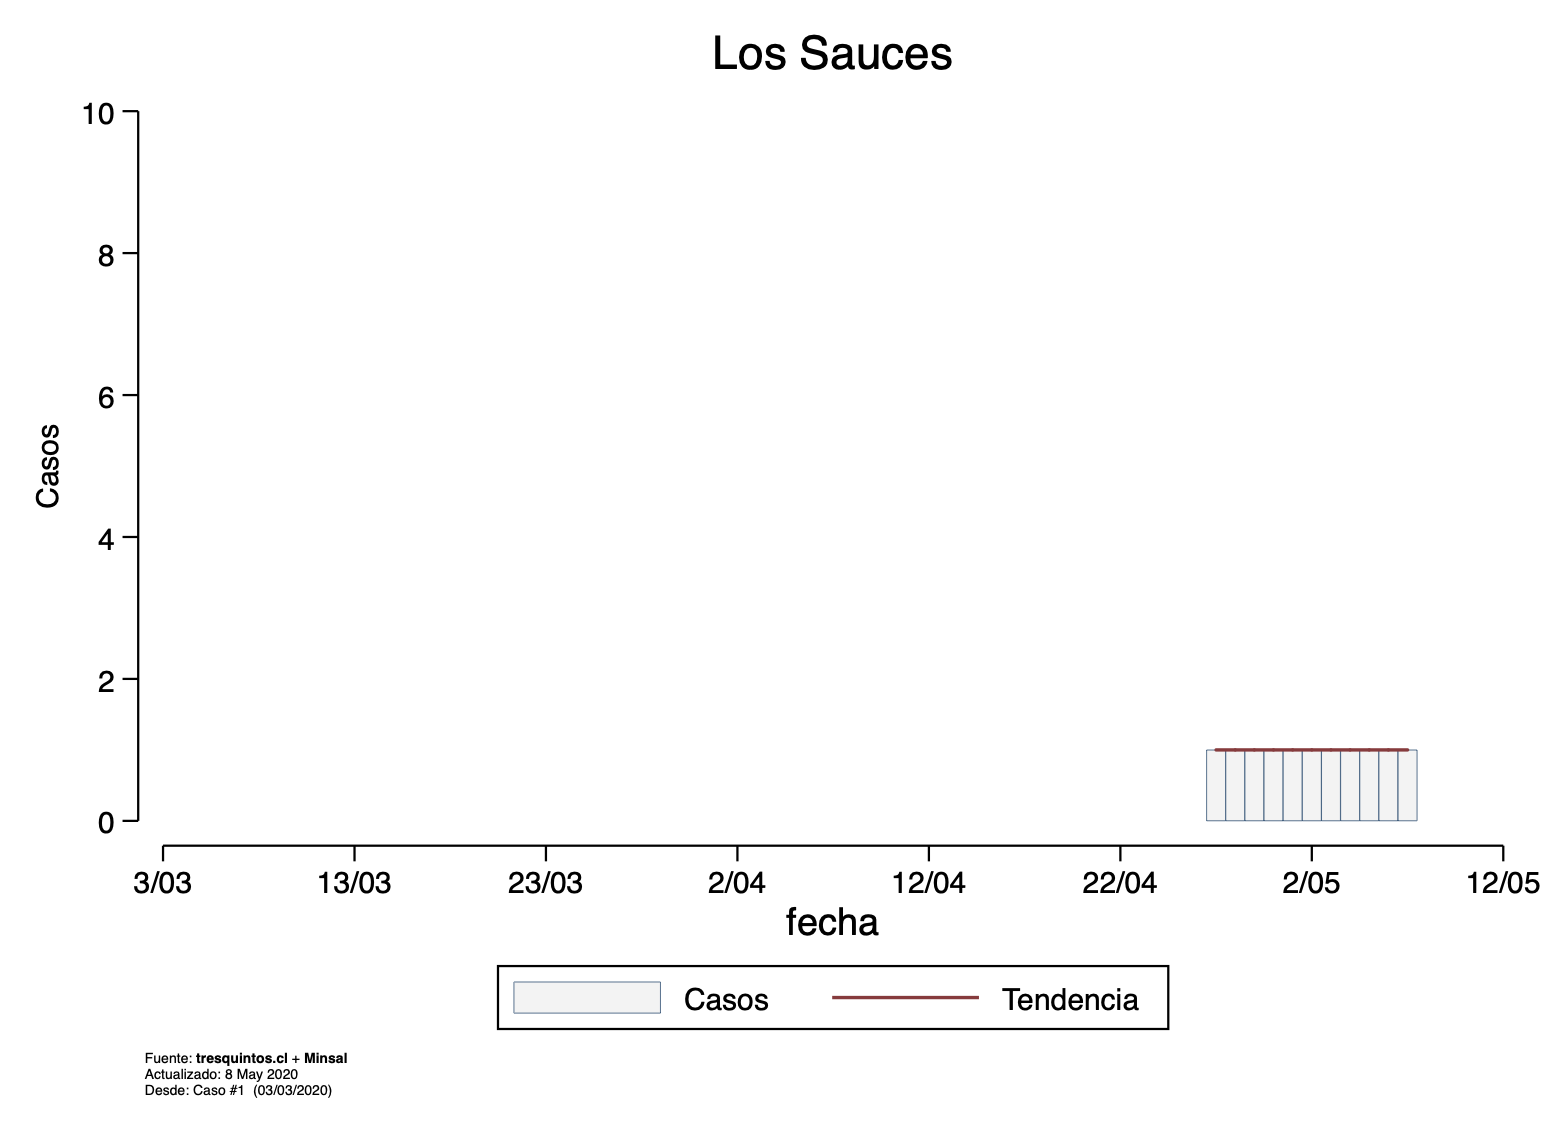 Los Sauces
10
8
6
4
2
0
Casos
3/03 13/03 23/03 2/04 12/04 22/04 2/05 12/05
fecha
Casos Tendencia
Fuente: tresquintos.cl + Minsal
Actualizado: 8 May 2020
Desde: Caso #1 (03/03/2020)